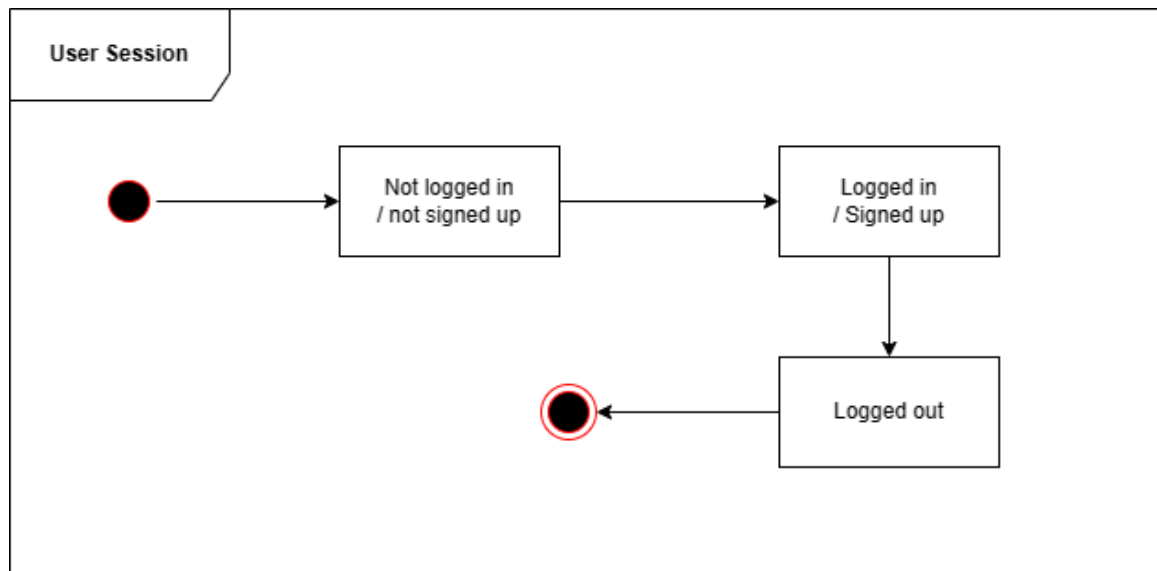 User Session
Not logged in
/ not signed up
Logged in
/ Signed up
Logged out